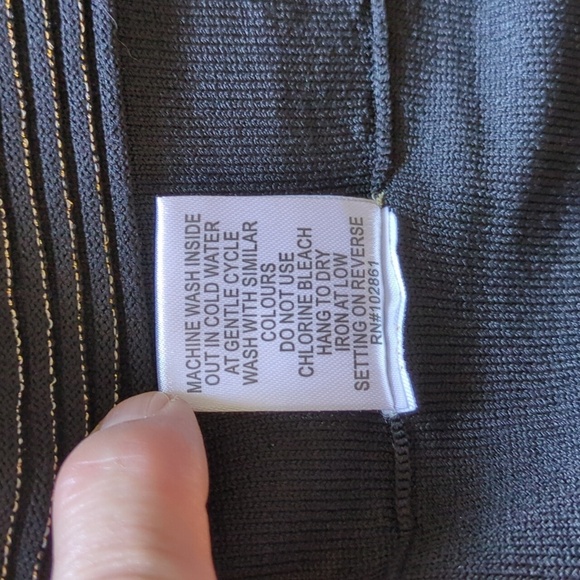 MACHINE WASH INSIDE
OUT IN COLD WATER
AT GENTLE CYCLE
WASH WITH SIMILAR
COLOURS
DO NOT USE
CHLORINE BLEACH
HANG TO DRY
IRON AT LOW
SETTING ON REVERSE
RN#102861